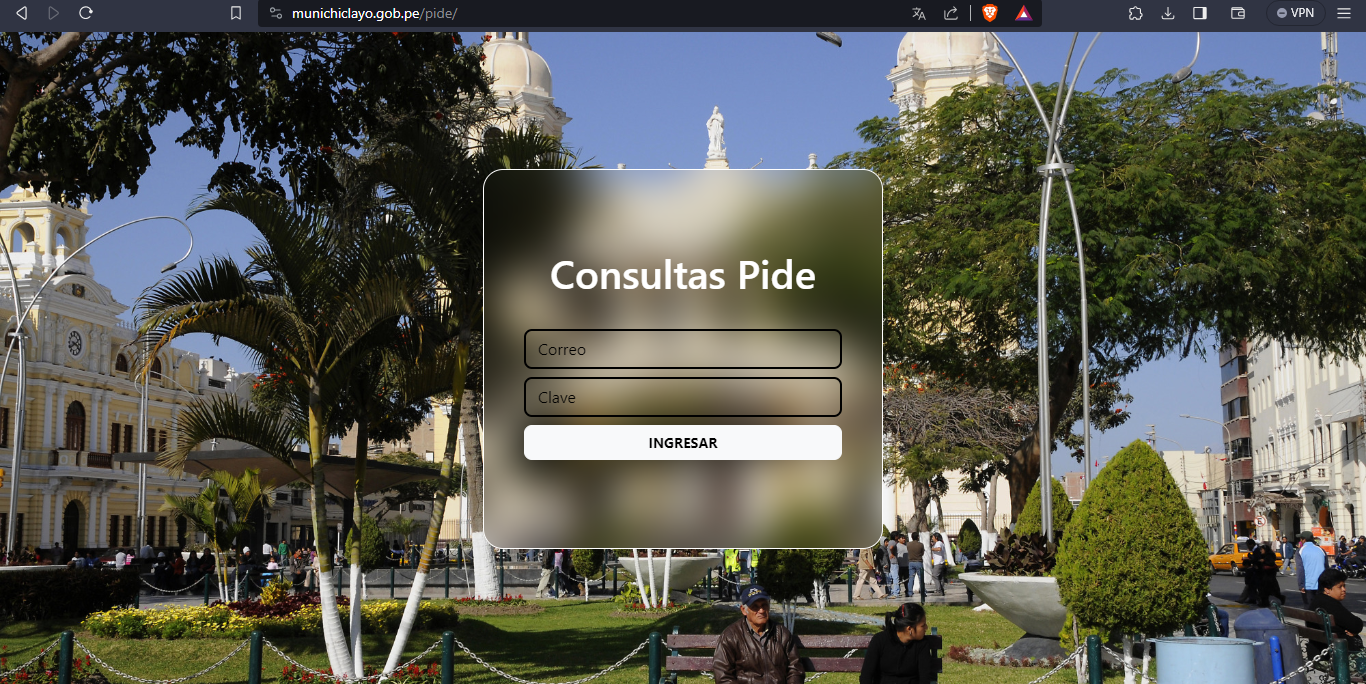 munichiclayo.gob.pe/pide/
VPN
Consultas Pide
Correo
Clave
INGRESAR